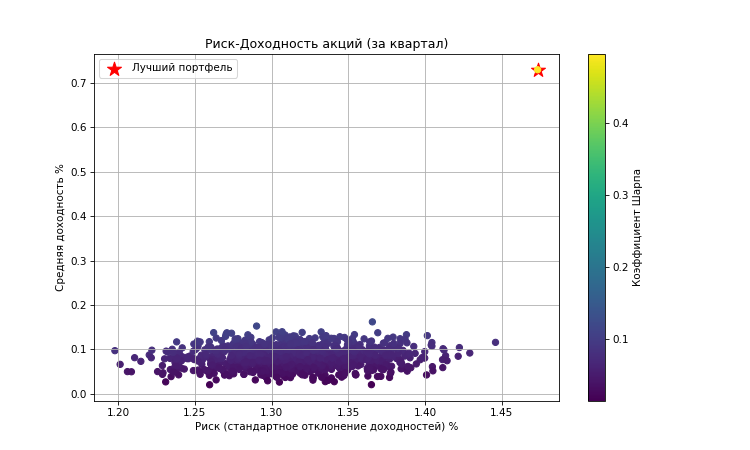 Риск-Доходность акций (за квартал)
Лучший портфель
Средняя доходность %
0.7
0.6
0.5
0.4
0.3
0.2
0.1
0.0
1.20 1.25 1.30 1.35 1.40 1.45
Риск (стандартное отклонение доходностей) %
0.4
0.3
0.2
0.1
Коэффициент Шарпа